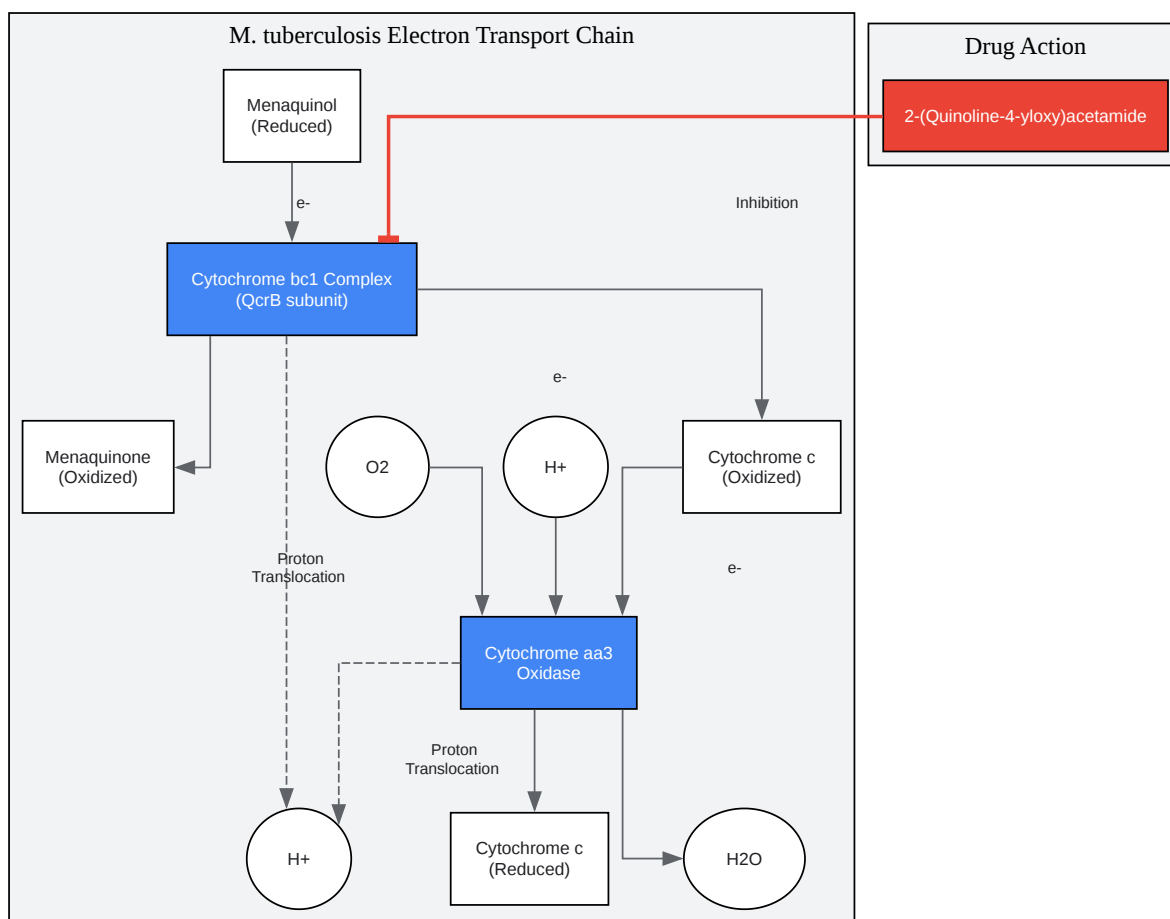 M. tuberculosis Electron Transport Chain
Drug Action
Menaquinol
(Reduced)
2-(Quinoline-4-yloxy)acetamide
e-
Inhibition
Cytochrome bc1 Complex
(QcrB subunit)
e-
Menaquinone
(Oxidized)
O2
H+
Cytochrome c
(Oxidized)
Proton
Translocation
e-
Cytochrome aa3
Oxidase
Proton
Translocation
H+
Cytochrome c
(Reduced)
H2O